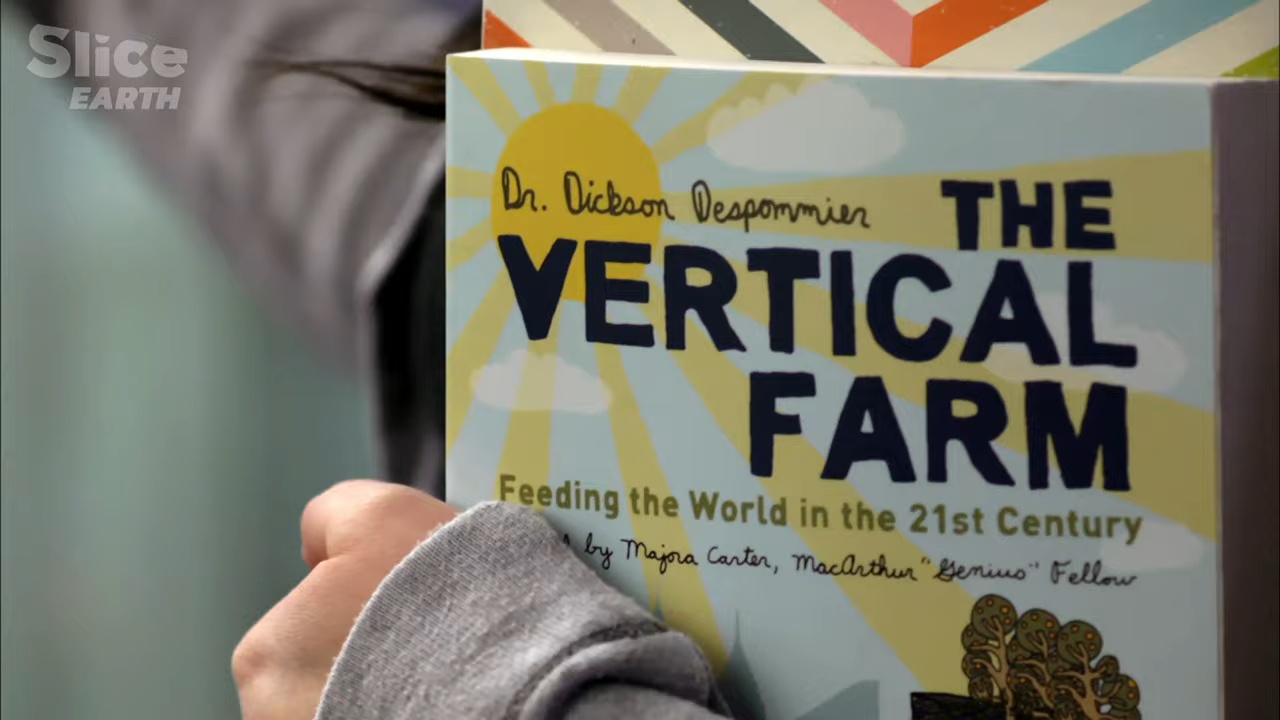 Slice
EARTH
Dr. Dickson Despommier
THE
VERTICAL
FARM
Feeding the World in the 21st Century
by Majora Carter, MacArthur "Genius" Fellow